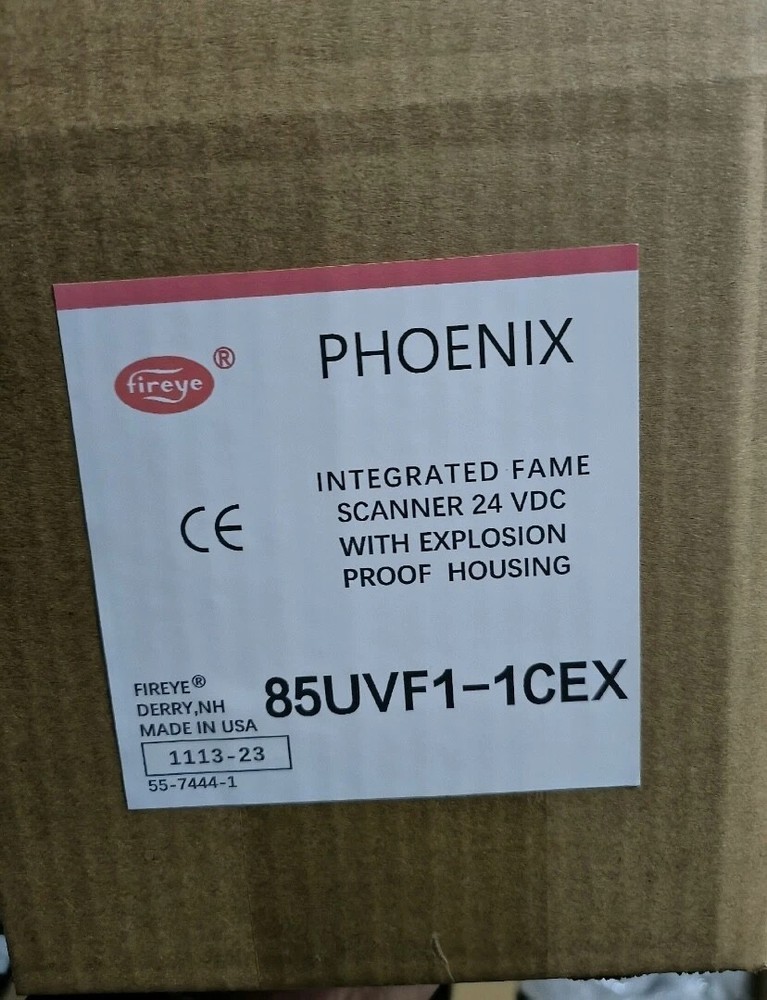 fireye®
PHOENIX
CE
INTEGRATED FAME
SCANNER 24 VDC
WITH EXPLOSION
PROOF HOUSING
FIREYE®
DERRY,NH
MADE IN USA
85UVF1-1CEX
1113-23
55-7444-1